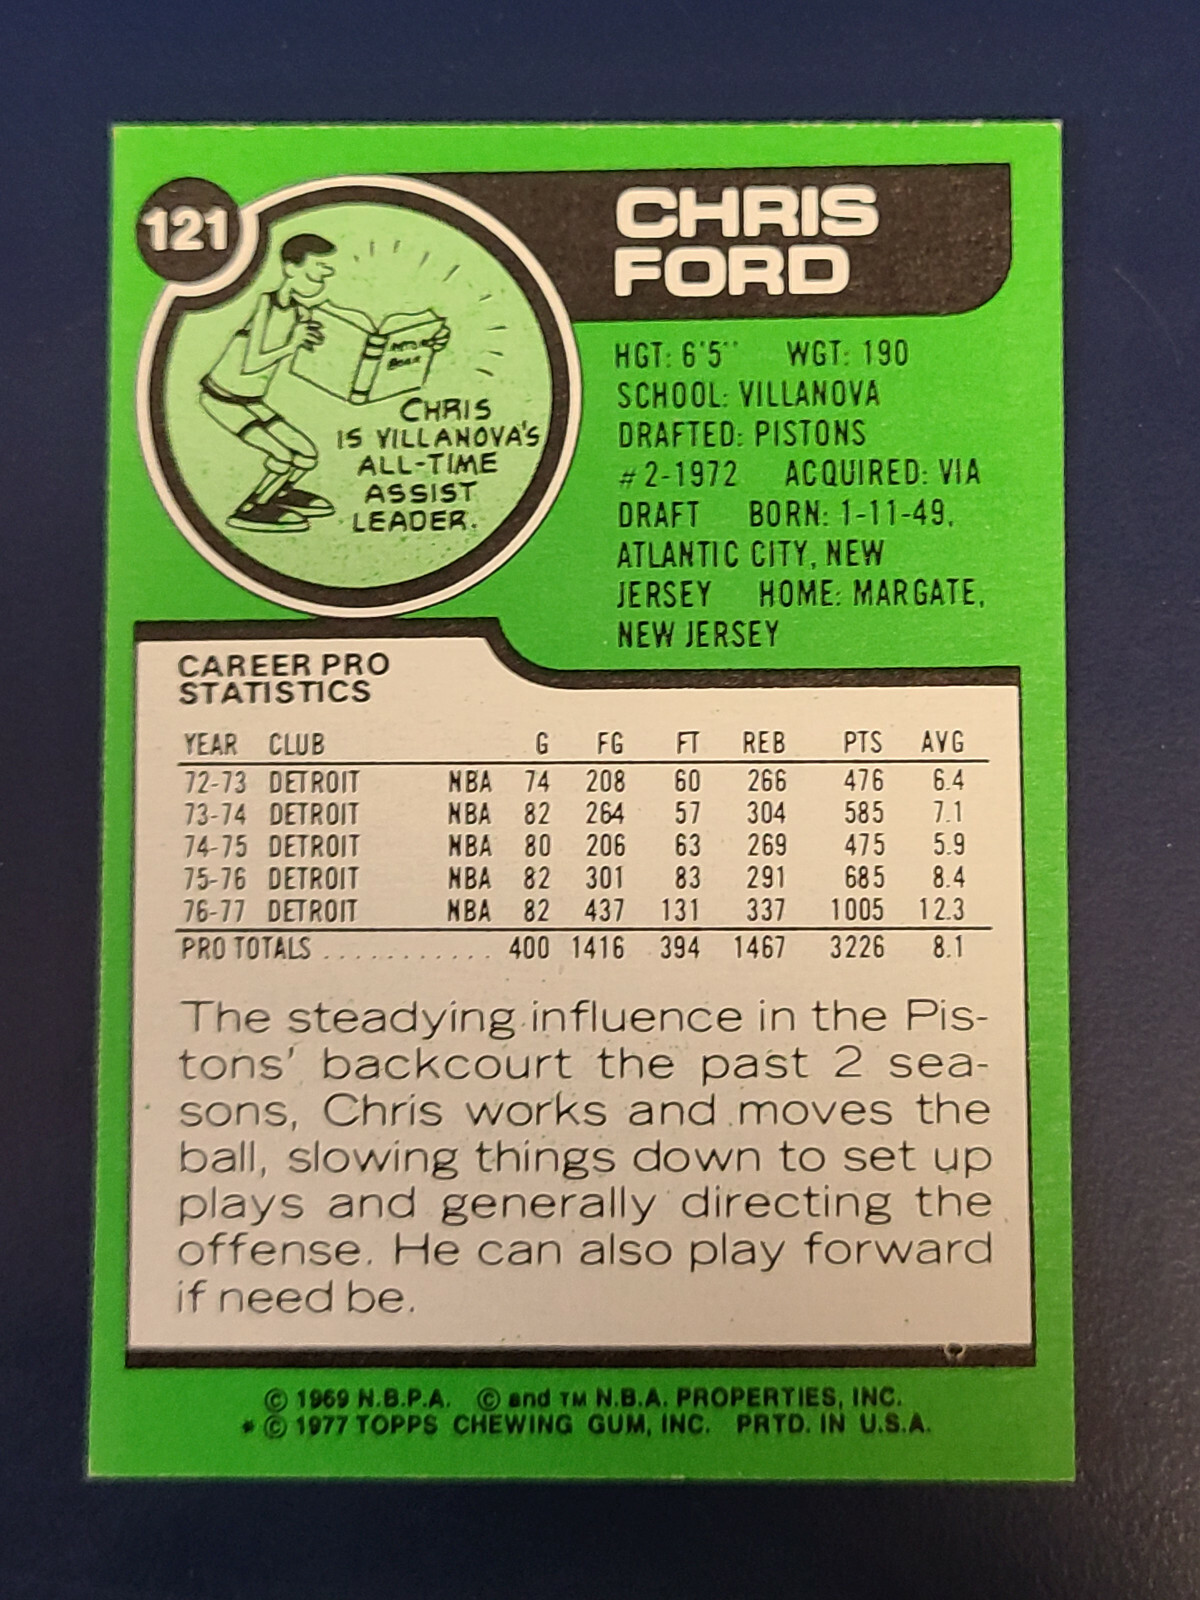 121
CHRIS
FORD
CHRIS
IS VILLANOVA'S
ALL-TIME
ASSIST
LEADER.
HGT: 6'5" WGT: 190
SCHOOL: VILLANOVA
DRAFTED: PISTONS
#2-1972 ACQUIRED: VIA
DRAFT BORN: 1-11-49,
ATLANTIC CITY, NEW
JERSEY HOME: MARGATE,
NEW JERSEY
CAREER PRO
STATISTICS
YEAR CLUB G FG FT REB PTS AVG
72-73 DETROIT NBA 74 208 60 266 476 6.4
73-74 DETROIT NBA 82 264 57 304 585 7.1
74-75 DETROIT NBA 80 206 63 269 475 5.9
75-76 DETROIT NBA 82 301 83 291 685 8.4
76-77 DETROIT NBA 82 437 131 337 1005 12.3
PRO TOTALS ........... 400 1416 394 1467 3226 8.1
The steadying influence in the Pis-
tons' backcourt the past 2 sea-
sons, Chris works and moves the
ball, slowing things down to set up
plays and generally directing the
offense. He can also play forward
if need be.
© 1969 N.B.P.A. © and TM N.B.A. PROPERTIES, INC.
* © 1977 TOPPS CHEWING GUM, INC. PRTD. IN U.S.A.